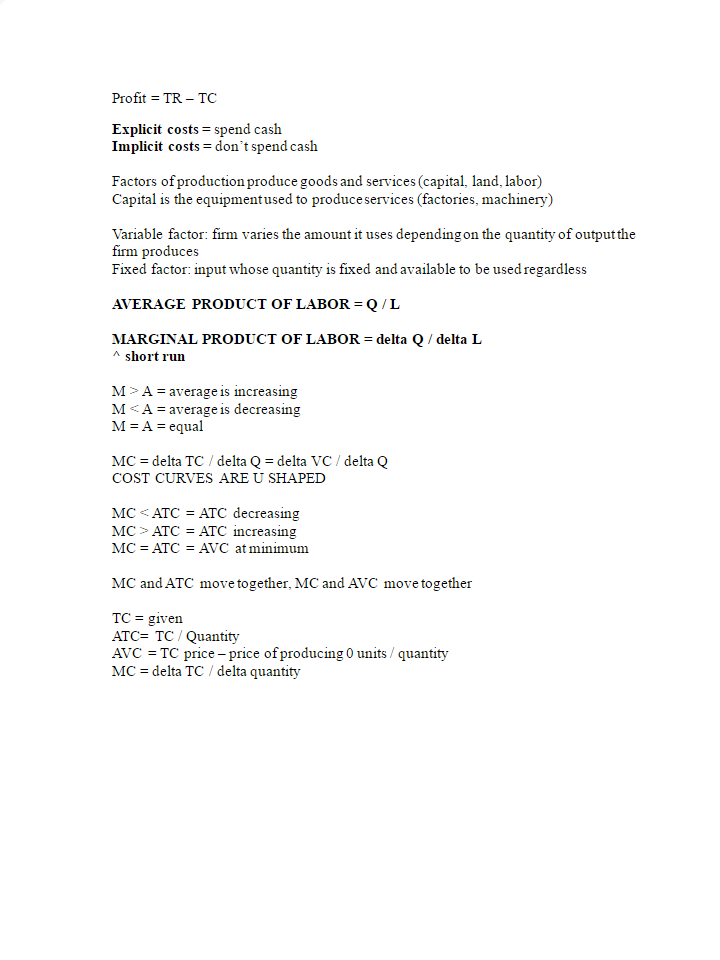 Profit = TR – TC
Explicit costs = spend cash
Implicit costs = don’t spend cash
Factors of production produce goods and services (capital, land, labor)
Capital is the equipment used to produce services (factories, machinery)
Variable factor: firm varies the amount it uses depending on the quantity of output the
firm produces
Fixed factor: input whose quantity is fixed and available to be used regardless
AVERAGE PRODUCT OF LABOR = Q / L
MARGINAL PRODUCT OF LABOR = delta Q / delta L
^ short run
M > A = average is increasing
M < A = average is decreasing
M = A = equal
MC = delta TC / delta Q = delta VC / delta Q
COST CURVES ARE U SHAPED
MC < ATC = ATC decreasing
MC > ATC = ATC increasing
MC = ATC = AVC at minimum
MC and ATC move together, MC and AVC move together
TC = given
ATC= TC / Quantity
AVC = TC price – price of producing 0 units / quantity
MC = delta TC / delta quantity